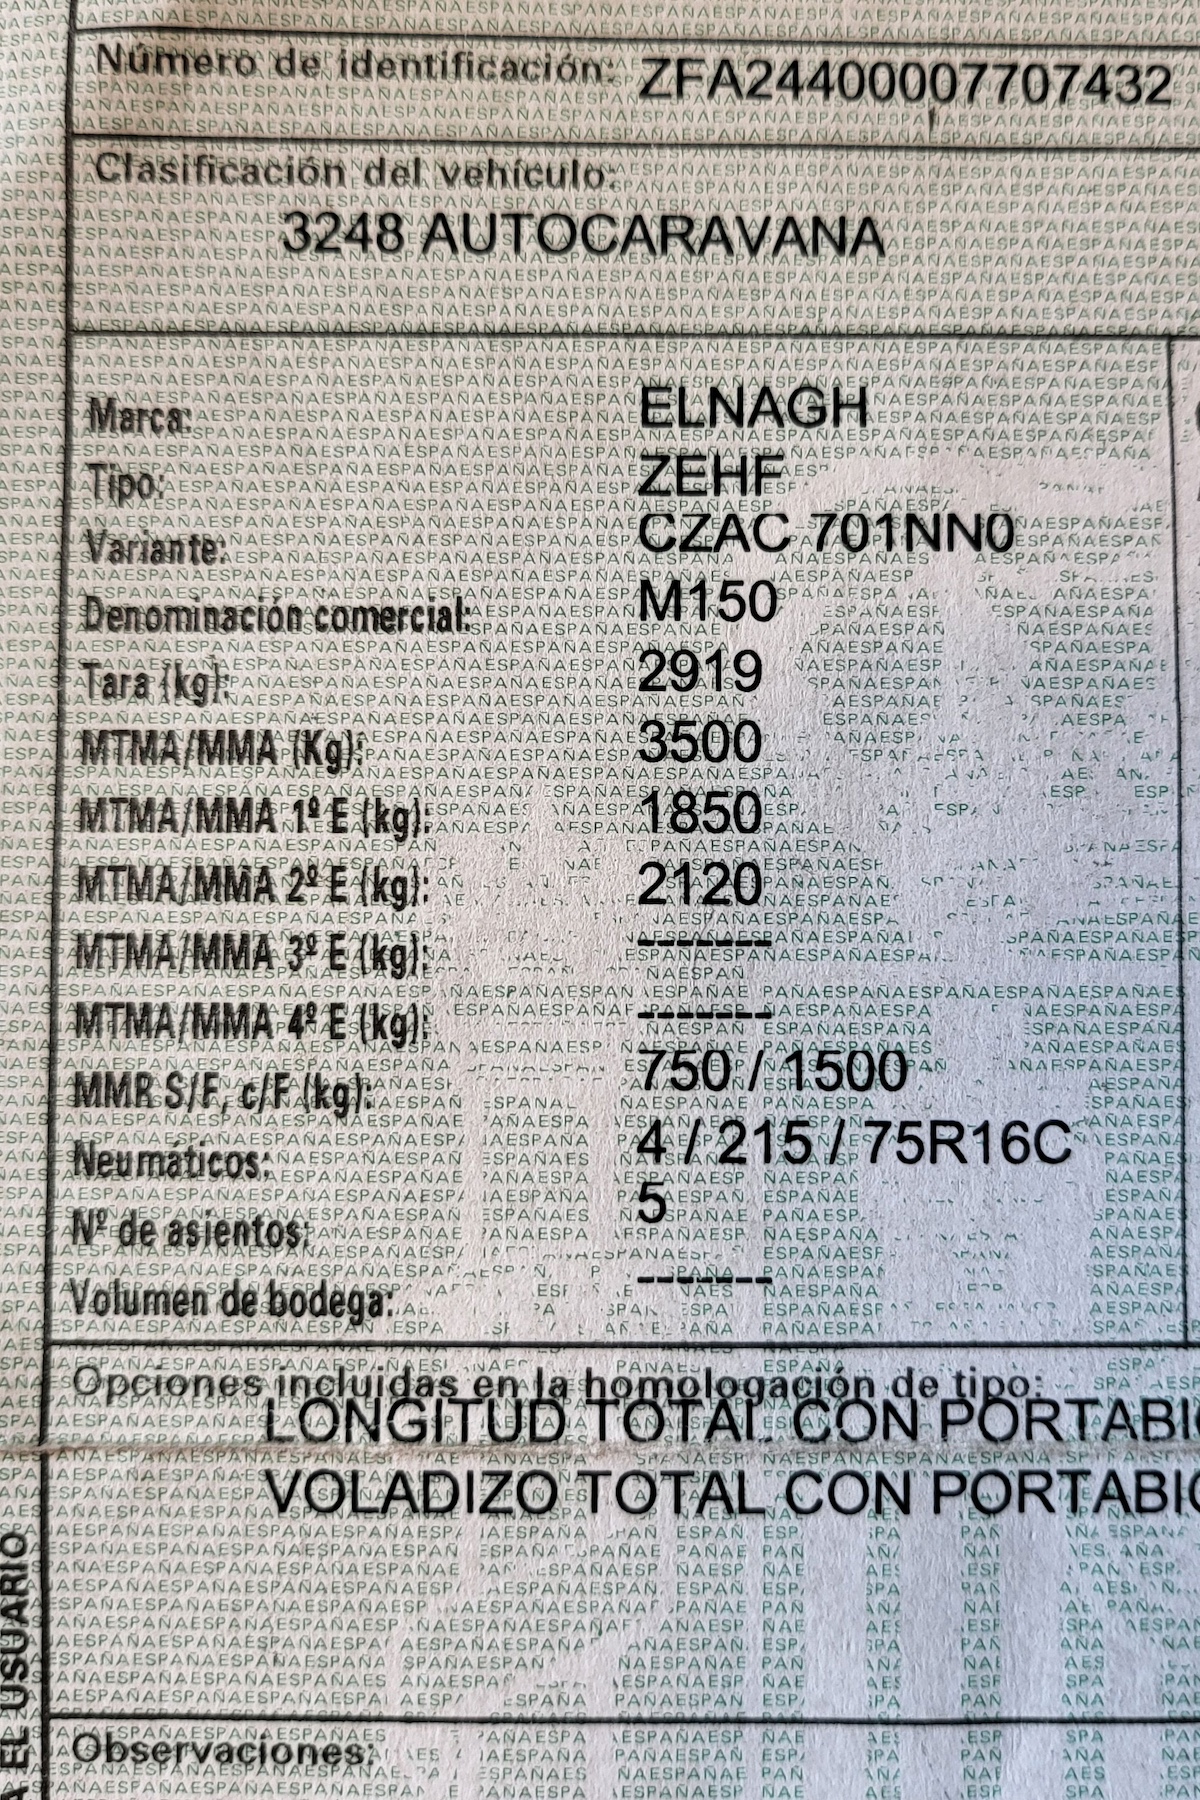 Número de identificación: ZFA24400007707432
Clasificación del vehículo:
3248 AUTOCARAVANA
Marca: ELNAGH
Tipo: ZEHF
Variante: CZAC 701NN0
Denominación comercial: M150
Tara (kg): 2919
MTMA/MMA (Kg): 3500
MTMA/MMA 1º E (kg): 1850
MTMA/MMA 2º E (kg): 2120
MTMA/MMA 3º E (kg): -------
MTMA/MMA 4º E (kg): -------
MMR S/F, c/F (kg): 750 / 1500
Neumáticos: 4 / 215 / 75R16C
Nº de asientos: 5
Volumen de bodega: -------
Opciones incluidas en la homologación de tipo:
LONGITUD TOTAL CON PORTABIC
VOLADIZO TOTAL CON PORTABIC
Observaciones:
A EL USUARIO